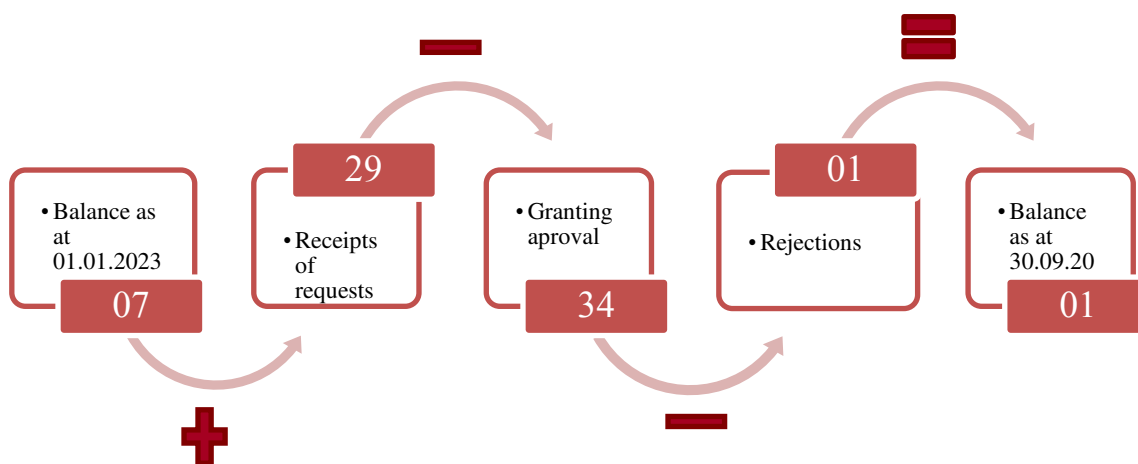 • Balance as
at
01.01.2023
07
29
• Receipts
of
requests
• Granting
aproval
34
01
• Rejections
• Balance
as at
30.09.20
01